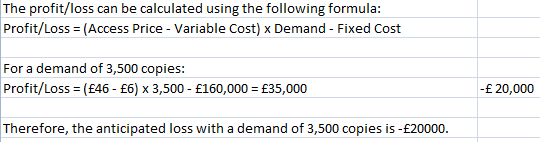 The profit/loss can be calculated using the following formula:
Profit/Loss = (Access Price - Variable Cost) x Demand - Fixed Cost
For a demand of 3,500 copies:
Profit/Loss = (£46 - £6) x 3,500 - £160,000 = £35,000 -£ 20,000
Therefore, the anticipated loss with a demand of 3,500 copies is -£20000.